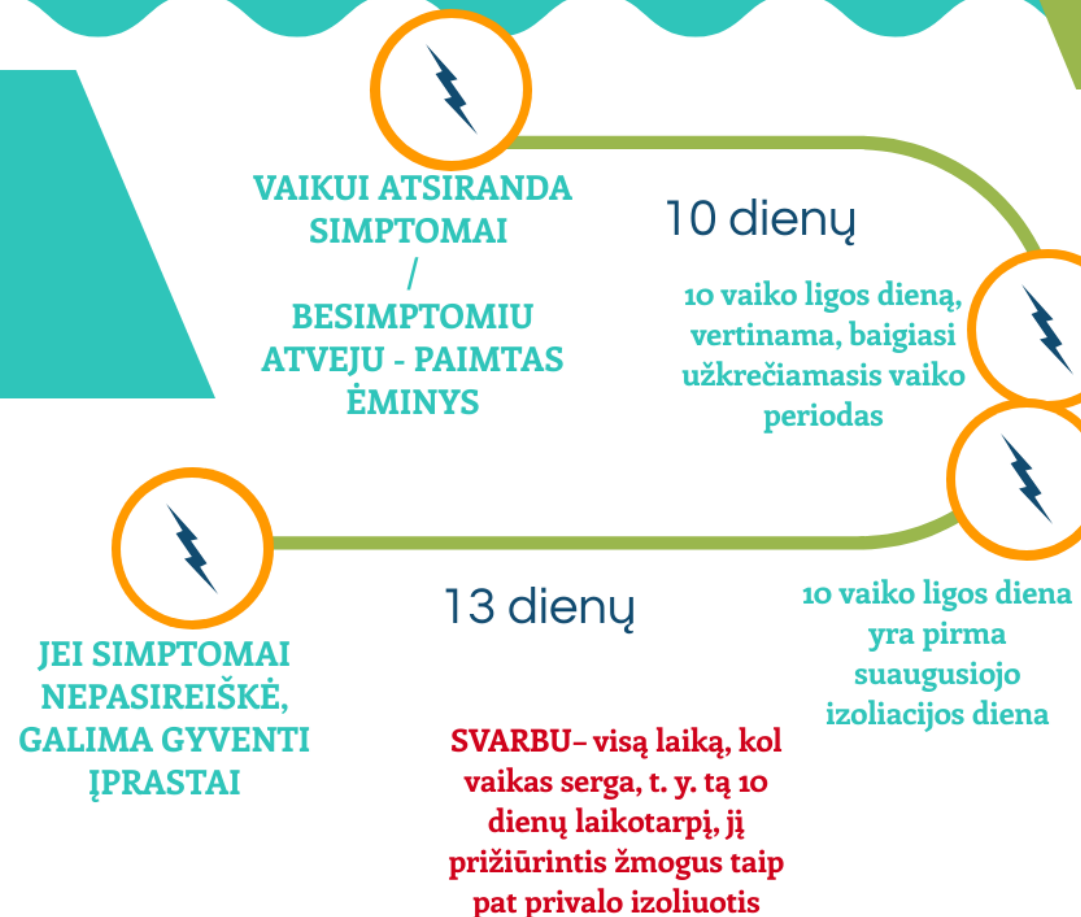 VAIKUI ATSIRANDA
SIMPTOMAI
/
BESIMPTOMIU
ATVEJU - PAIMTAS
ĖMINYS
10 dienų
10 vaiko ligos dieną,
vertinama, baigiasi
užkrečiamasis vaiko
periodas
10 vaiko ligos diena
yra pirma
suaugusiojo
izoliacijos diena
13 dienų
JEI SIMPTOMAI
NEPASIREIŠKĖ,
GALIMA GYVENTI
ĮPRASTAI
SVARBU– visą laiką, kol
vaikas serga, t. y. tą 10
dienų laikotarpį, jį
prižiūrintis žmogus taip
pat privalo izoliuotis